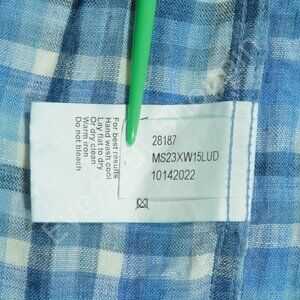 For best results
Hand wash cool
Lay flat to dry
Or dry clean
Warm iron
Do not bleach
28187
MS23XW15LUD
10142022